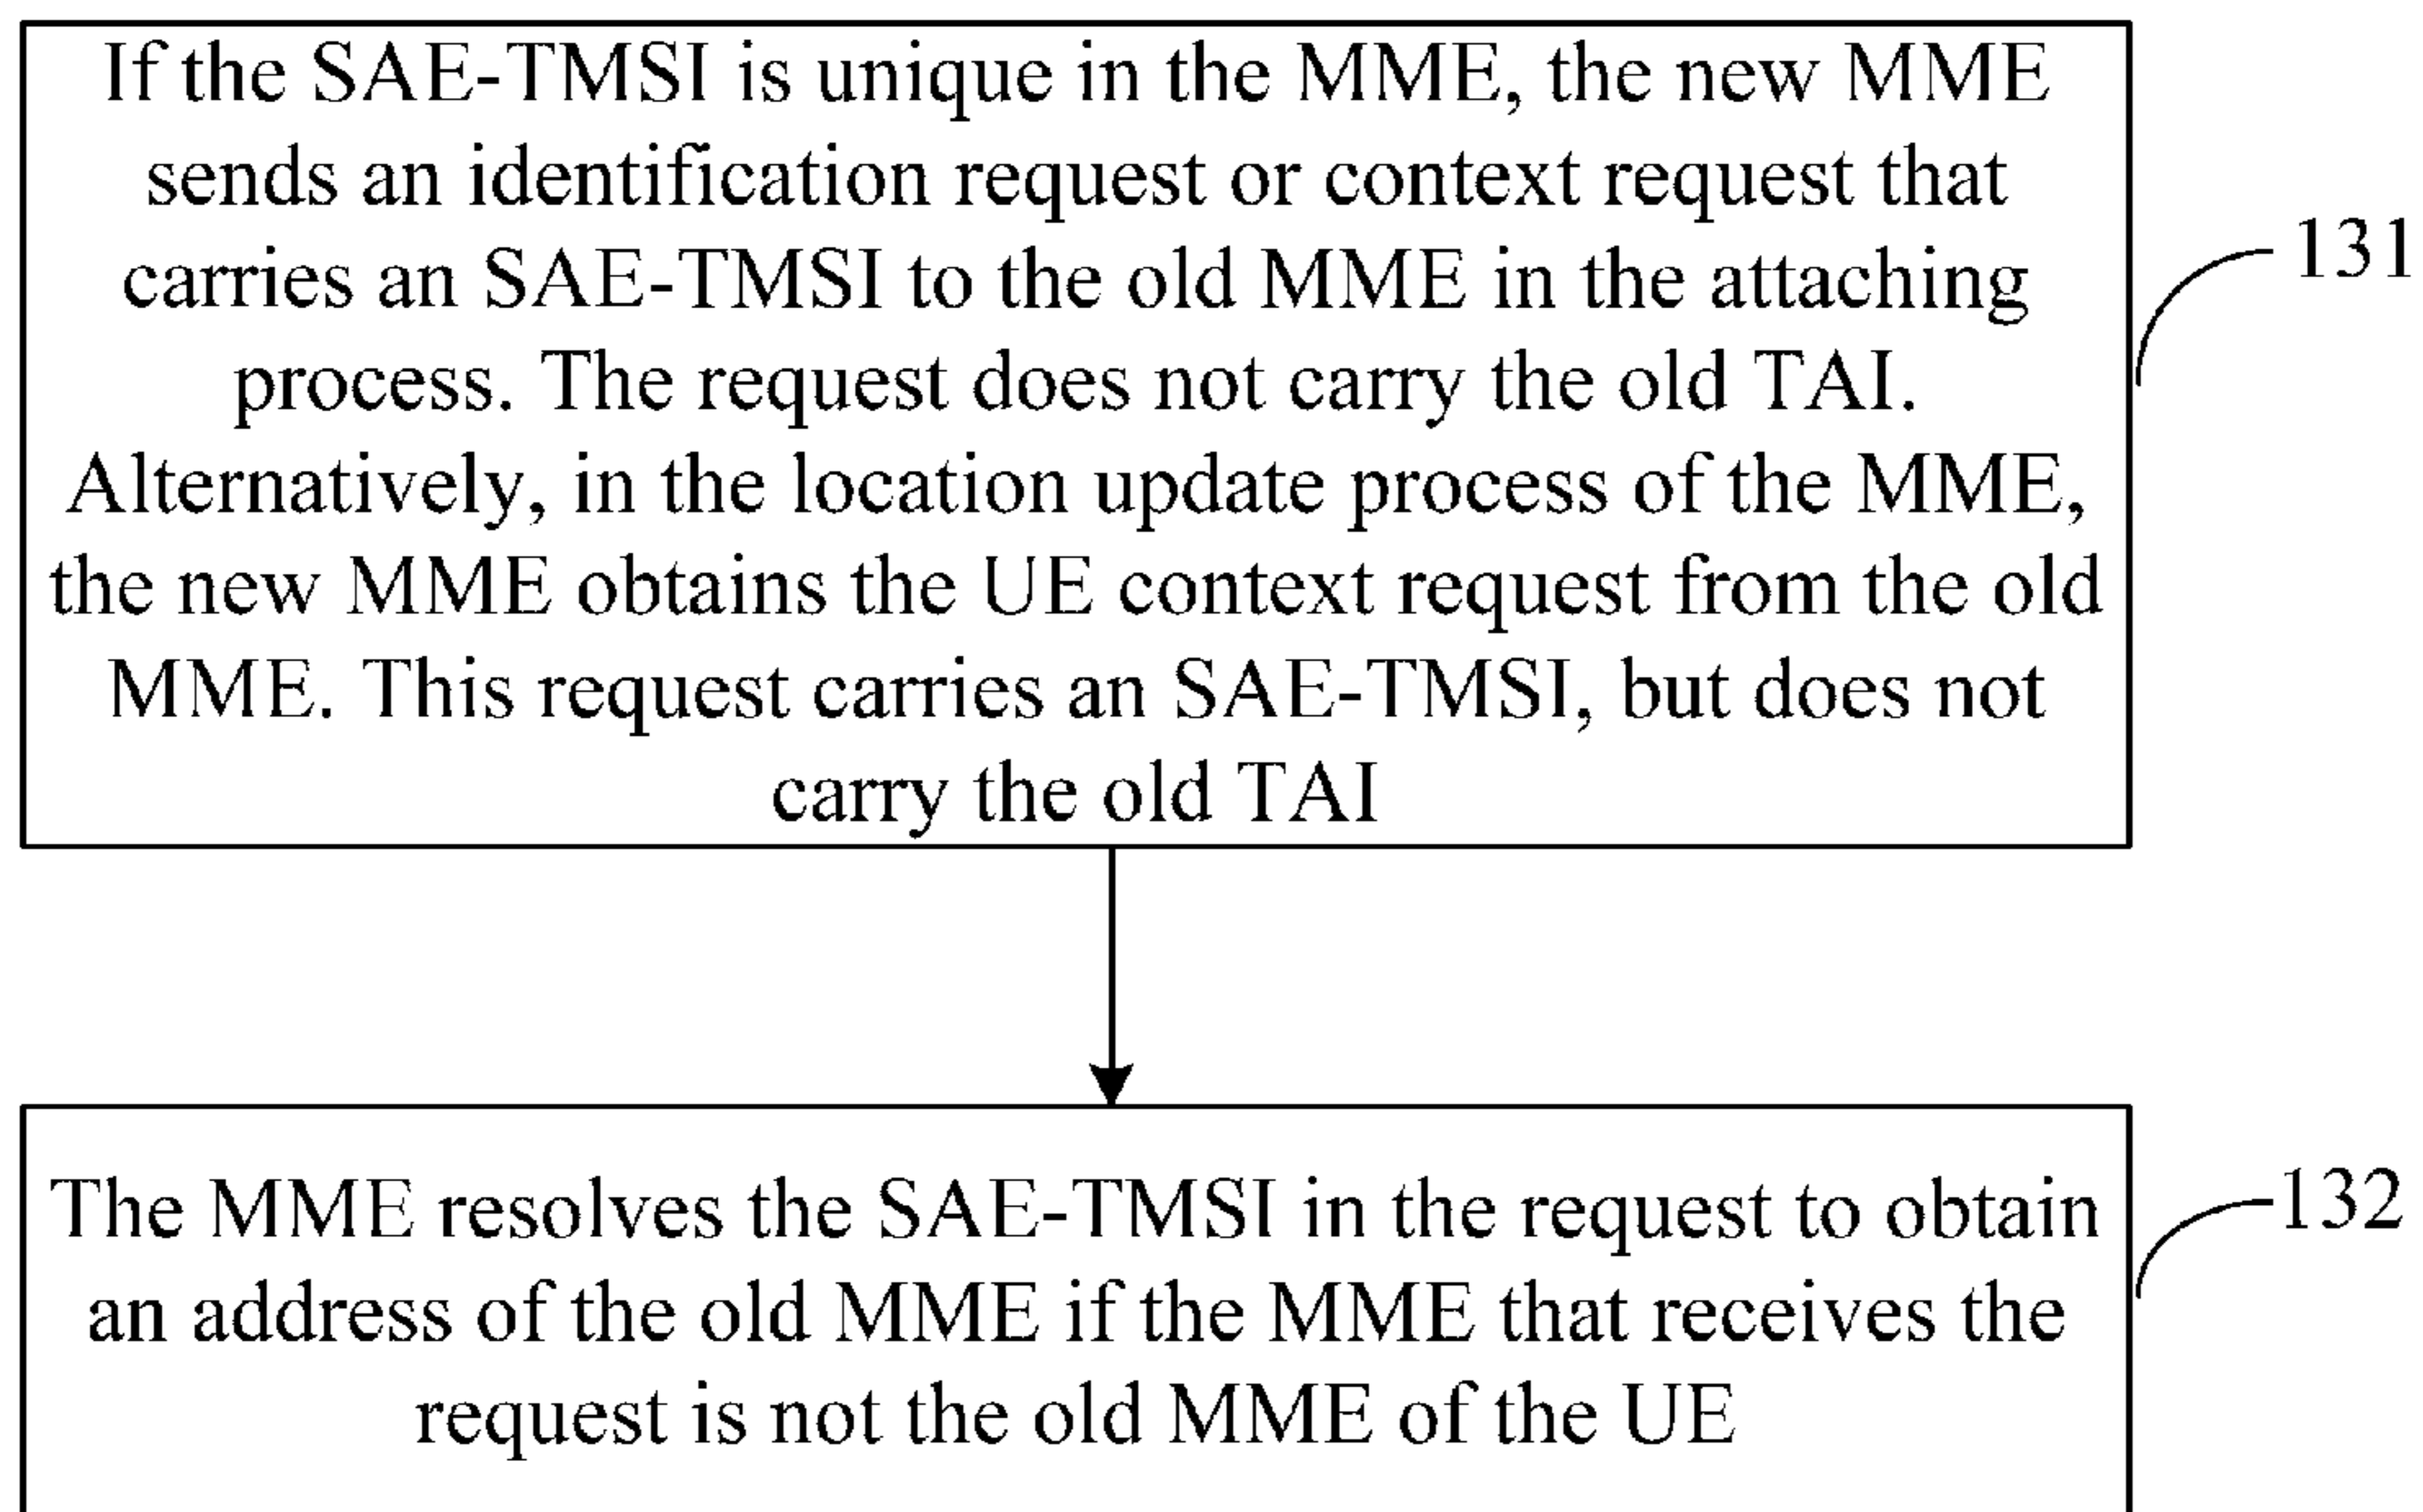 If the SAE-TMSI is unique in the MME, the new MME
sends an identification request or context request that
carries an SAE-TMSI to the old MME in the attaching
process. The request does not carry the old TAI.
Alternatively, in the location update process of the MME,
the new MME obtains the UE context request from the old
MME. This request carries an SAE-TMSI, but does not
carry the old TAI
131
The MME resolves the SAE-TMSI in the request to obtain
an address of the old MME if the MME that receives the
request is not the old MME of the UE
132